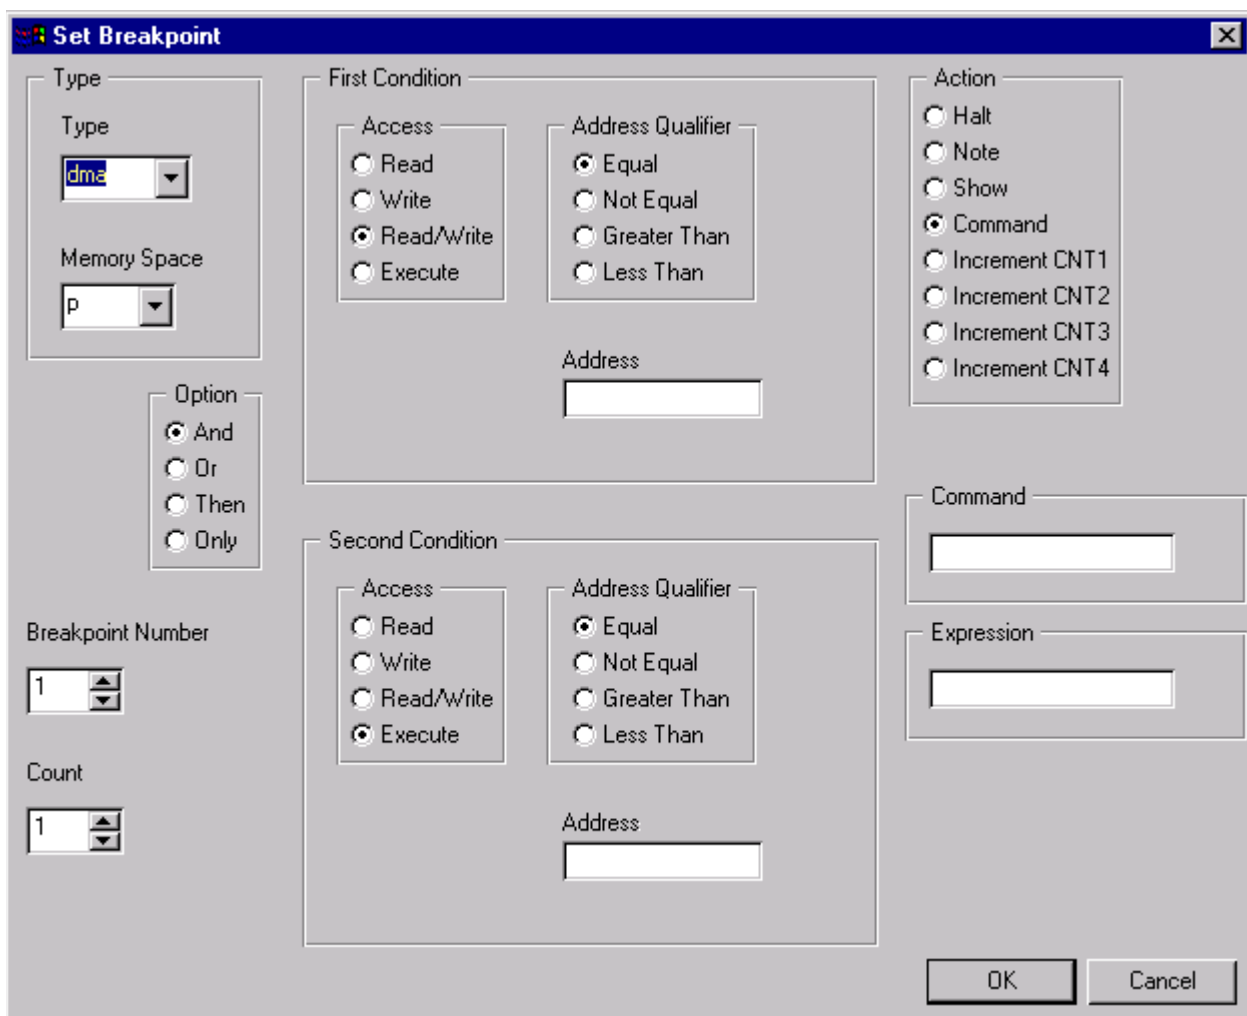 Set Breakpoint
Type
Type
dma
Memory Space
p
Option
And
Or
Then
Only
Breakpoint Number
1
Count
1
First Condition
Access
Read
Write
Read/Write
Execute
Address Qualifier
Equal
Not Equal
Greater Than
Less Than
Address
Second Condition
Access
Read
Write
Read/Write
Execute
Address Qualifier
Equal
Not Equal
Greater Than
Less Than
Address
Action
Halt
Note
Show
Command
Increment CNT1
Increment CNT2
Increment CNT3
Increment CNT4
Command
Expression
OK
Cancel